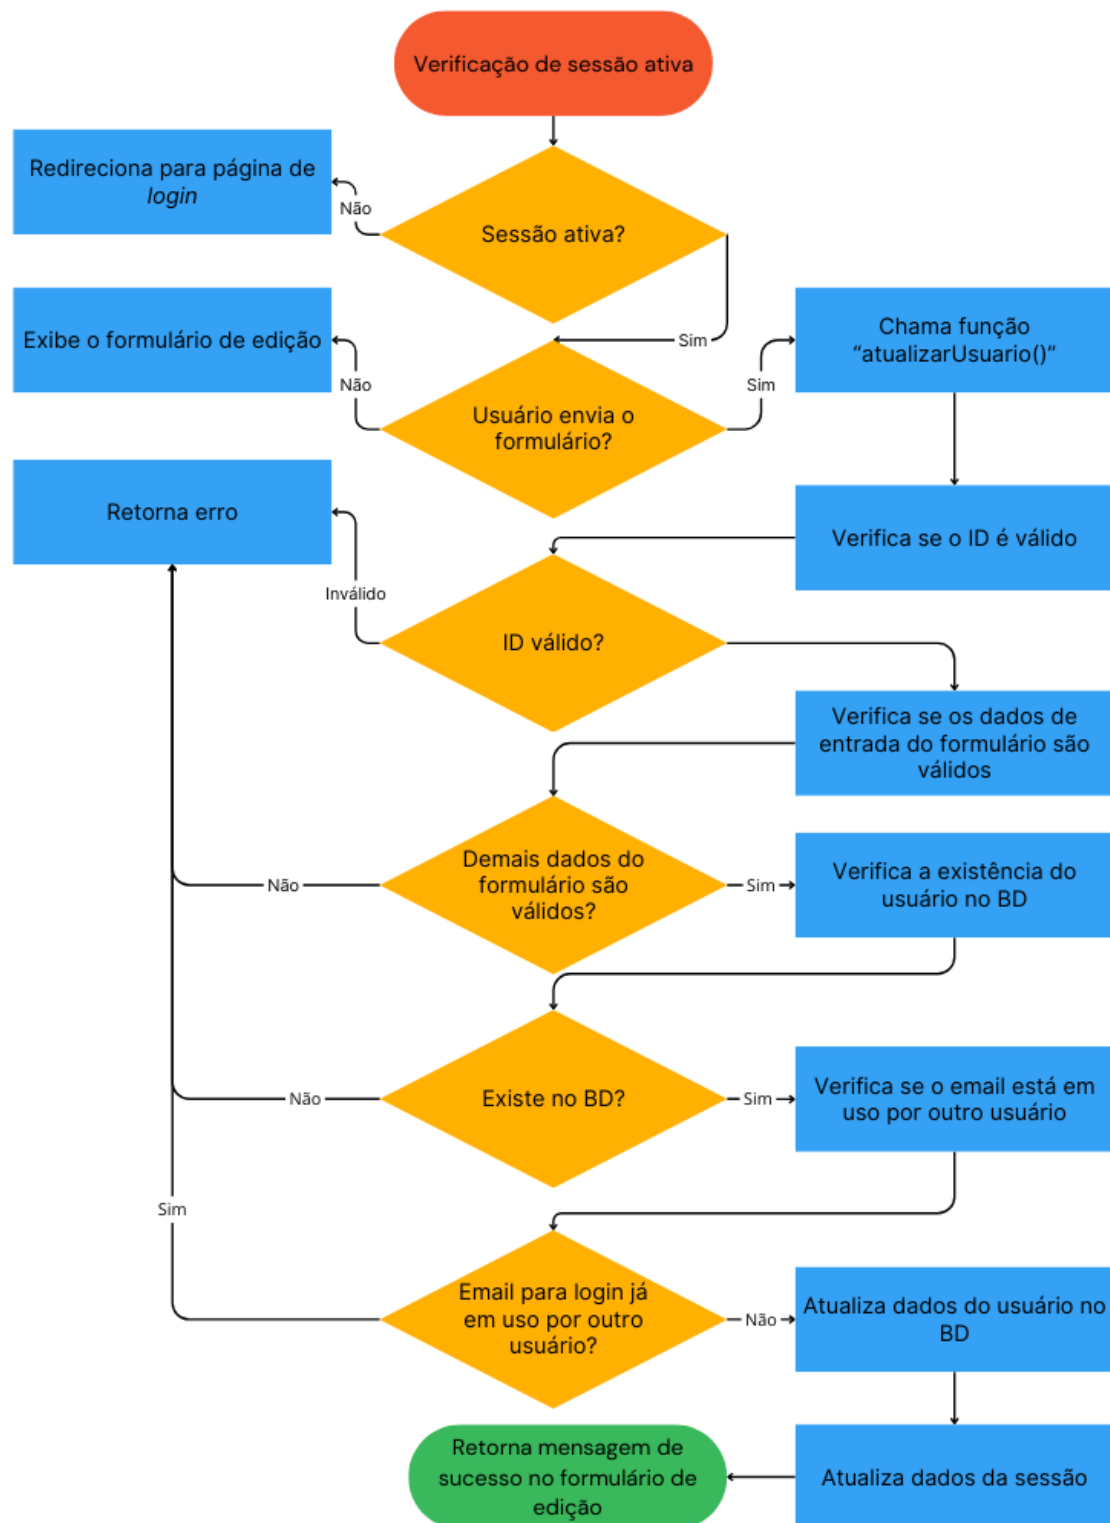 Verificação de sessão ativa
Redireciona para página de
login
Não
Sessão ativa?
Sim
Exibe o formulário de edição
Não
Usuário envia o
formulário?
Sim
Chama função
“atualizarUsuario()”
Retorna erro
Inválido
ID válido?
Verifica se o ID é válido
Verifica se os dados de
entrada do formulário são
válidos
Não
Demais dados do
formulário são
válidos?
Sim
Verifica a existência do
usuário no BD
Não
Existe no BD?
Sim
Verifica se o email está em
uso por outro usuário
Sim
Email para login já
em uso por outro
usuário?
Não
Atualiza dados do usuário no
BD
Retorna mensagem de
sucesso no formulário de
edição
Atualiza dados da sessão